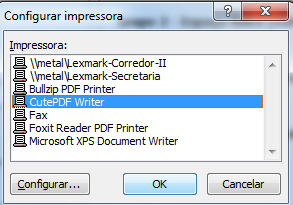 Configurar impressora
Impressora:
\\metal\Lexmark-Corredor-II
\\metal\Lexmark-Secretaria
Bullzip PDF Printer
CutePDF Writer
Fax
Foxit Reader PDF Printer
Microsoft XPS Document Writer
Configurar... OK Cancelar